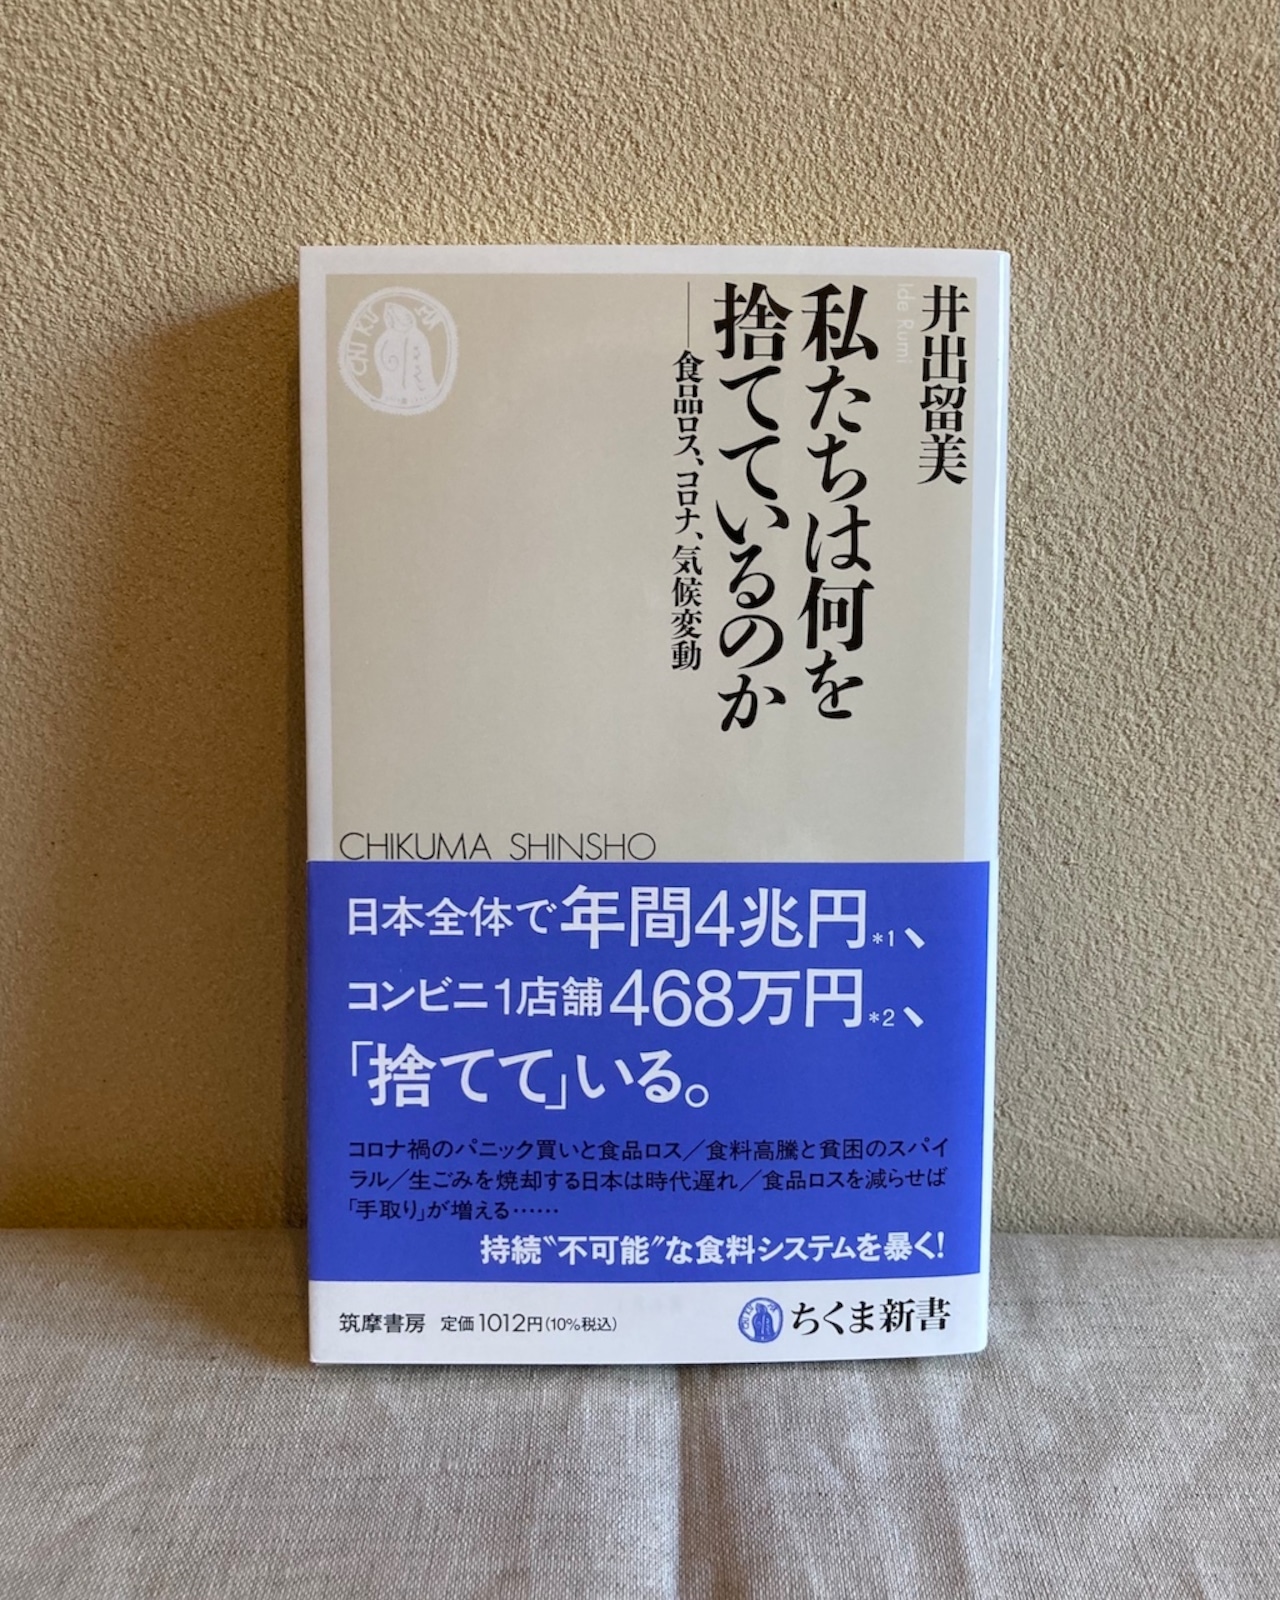 井出留美
Ide Rumi
私たちは何を
捨てているのか
──食品ロス、コロナ、気候変動
CHIKUMA SHINSHO
日本全体で年間4兆円*1、
コンビニ1店舗468万円*2、
「捨てて」いる。
コロナ禍のパニック買いと食品ロス／食料高騰と貧困のスパイ
ラル／生ごみを焼却する日本は時代遅れ／食品ロスを減らせば
「手取り」が増える……
持続〝不可能〟な食料システムを暴く!
筑摩書房 定価1012円(10%税込)
ちくま新書